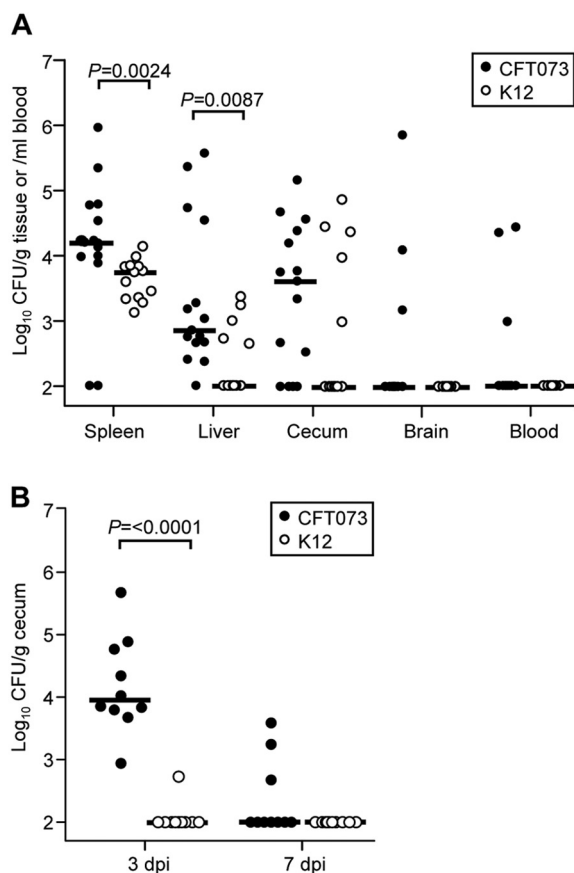 A
Log10 CFU/g tissue or /ml blood
7
6
5
4
3
2
P=0.0024
P=0.0087
CFT073
K12
Spleen Liver Cecum Brain Blood
B
Log10 CFU/g cecum
7
6
5
4
3
2
P=<0.0001
CFT073
K12
3 dpi 7 dpi